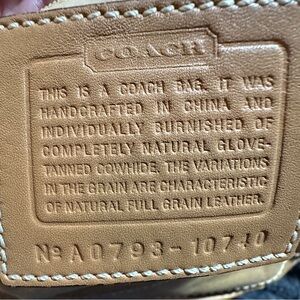 COACH
THIS IS A COACH BAG. IT WAS
HANDCRAFTED IN CHINA AND
INDIVIDUALLY BURNISHED OF
COMPLETELY NATURAL GLOVE-
TANNED COWHIDE. THE VARIATIONS
IN THE GRAIN ARE CHARACTERISTIC
OF NATURAL FULL GRAIN LEATHER.
No A0793-10740